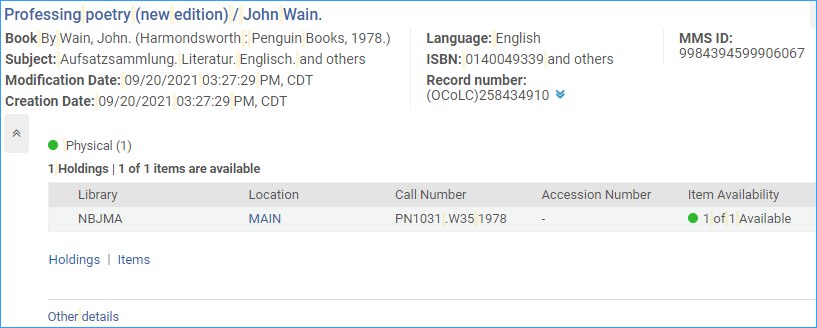 Professing poetry (new edition) / John Wain.
Book By Wain, John. (Harmondsworth : Penguin Books, 1978.)
Subject: Aufsatzsammlung. Literatur. Englisch. and others
Modification Date: 09/20/2021 03:27:29 PM, CDT
Creation Date: 09/20/2021 03:27:29 PM, CDT
Language: English
ISBN: 0140049339 and others
Record number:
(OCoLC)258434910
MMS ID:
9984394599906067
Physical (1)
1 Holdings | 1 of 1 items are available
Library Location Call Number Accession Number Item Availability
NBJMA MAIN PN1031 .W35 1978 - 1 of 1 Available
Holdings | Items
Other details